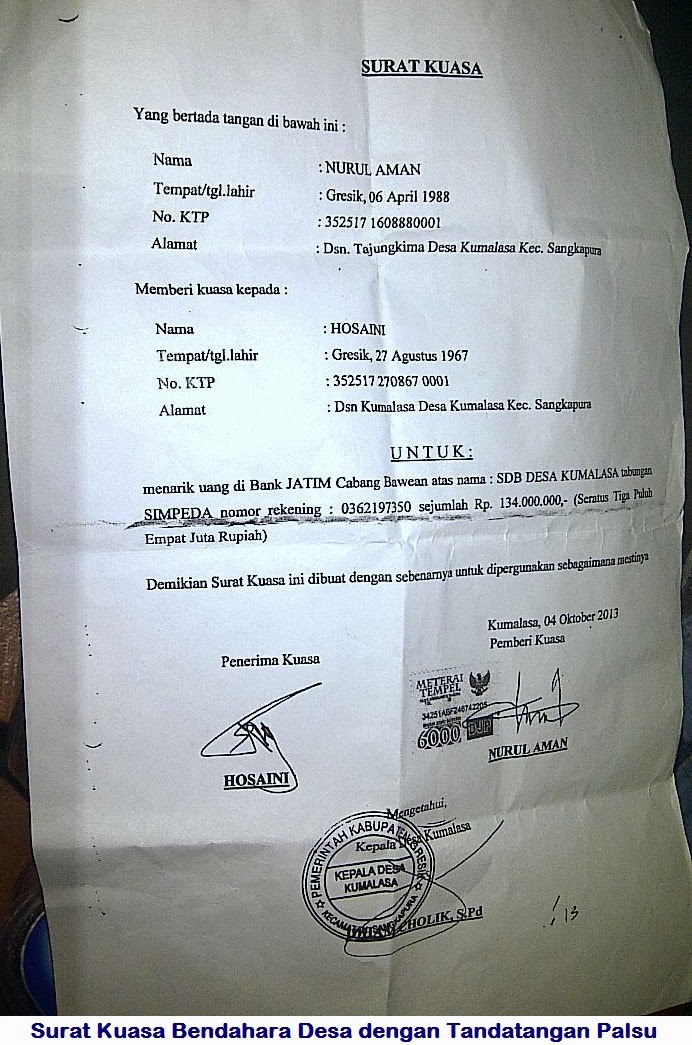 SURAT KUASA
Yang bertada tangan di bawah ini :
Nama : NURUL AMAN
Tempat/tgl.lahir : Gresik, 06 April 1988
No. KTP : 352517 1608880001
Alamat : Dsn. Tajungkima Desa Kumalasa Kec. Sangkapura
Memberi kuasa kepada :
Nama : HOSAINI
Tempat/tgl.lahir : Gresik, 27 Agustus 1967
No. KTP : 352517 270867 0001
Alamat : Dsn Kumalasa Desa Kumalasa Kec. Sangkapura
U N T U K :
menarik uang di Bank JATIM Cabang Bawean atas nama : SDB DESA KUMALASA tabungan
SIMPEDA nomor rekening : 0362197350 sejumlah Rp. 134.000.000,- (Seratus Tiga Puluh
Empat Juta Rupiah)
Demikian Surat Kuasa ini dibuat dengan sebenarnya untuk dipergunakan sebagaimana mestinya
Kumalasa, 04 Oktober 2013
Penerima Kuasa
Pemberi Kuasa
METERAI
TEMPEL
6000 DJP
HOSAINI
NURUL AMAN
Mengetahui,
Kepala Desa Kumalasa
PEMERINTAH KABUPATEN GRESIK
KEPALA DESA
KUMALASA
KECAMATAN SANGKAPURA
CHOLIK, S.Pd
13
Surat Kuasa Bendahara Desa dengan Tandatangan Palsu